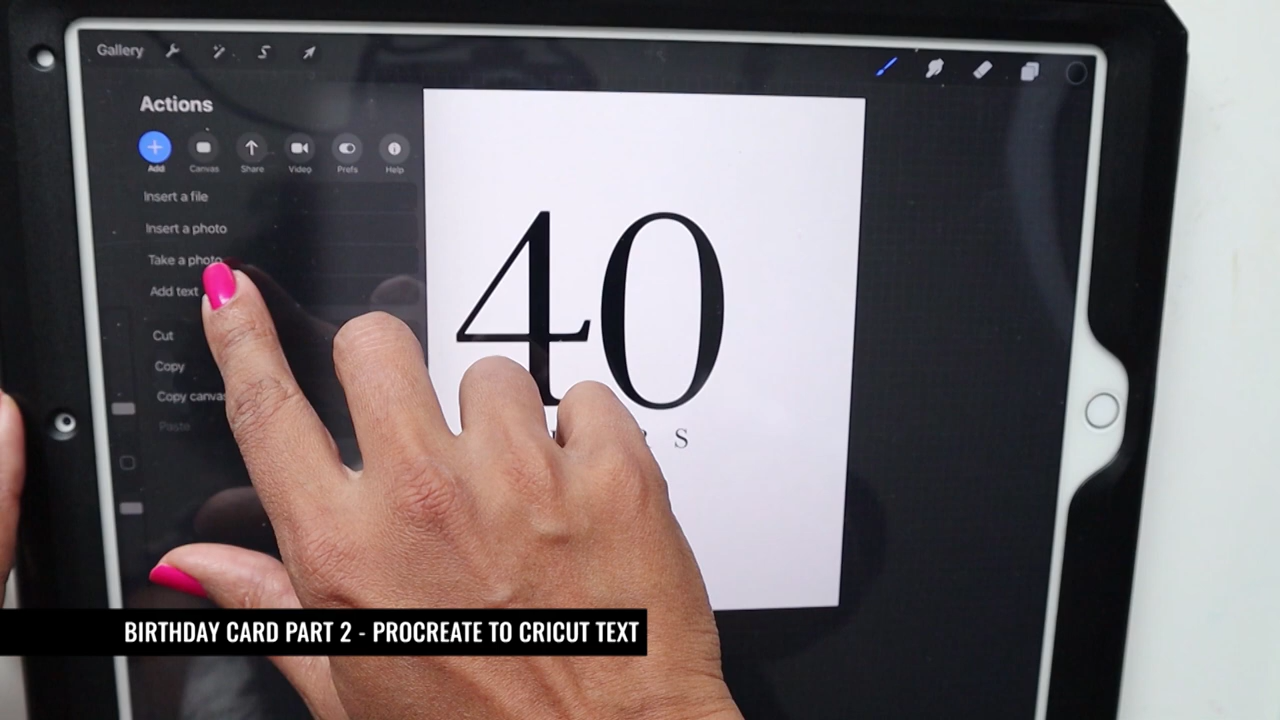 Gallery
Actions
Add Canvas Share Video Prefs Help
Insert a file
Insert a photo
Take a photo
Add text
Cut
Copy
Copy canvas
Paste
40
S
BIRTHDAY CARD PART 2 - PROCREATE TO CRICUT TEXT